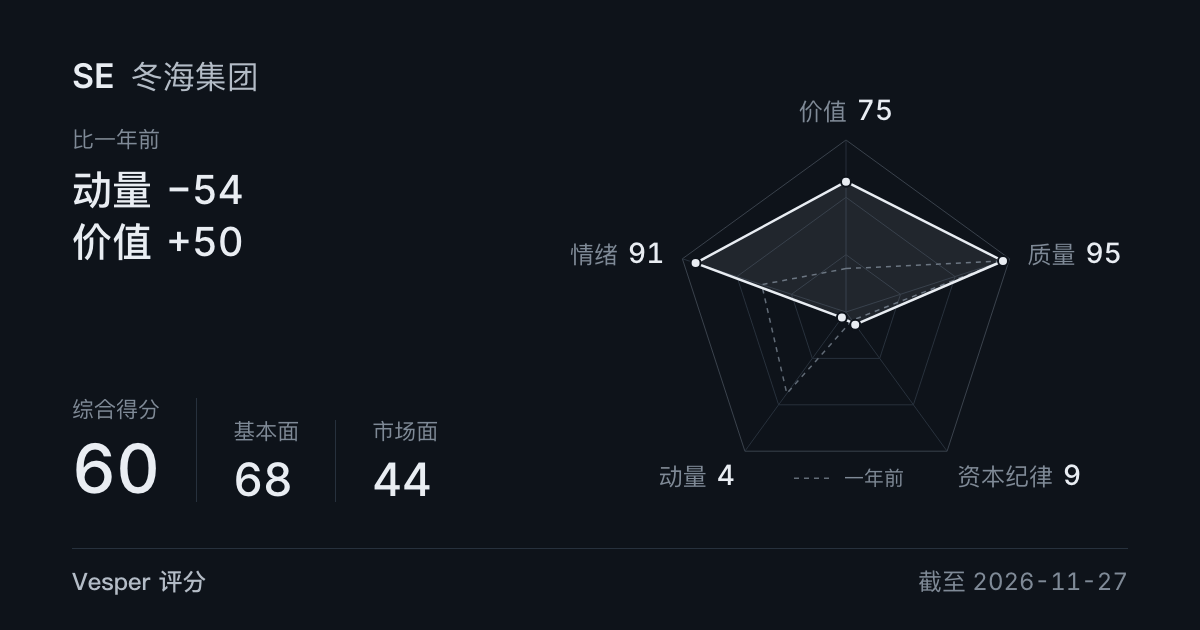 SE 冬海集团
比一年前
动量 −54
价值 +50
综合得分
60
基本面
68
市场面
44
价值 75
情绪 91
质量 95
动量 4
一年前
资本纪律 9
Vesper 评分
截至 2026-11-27